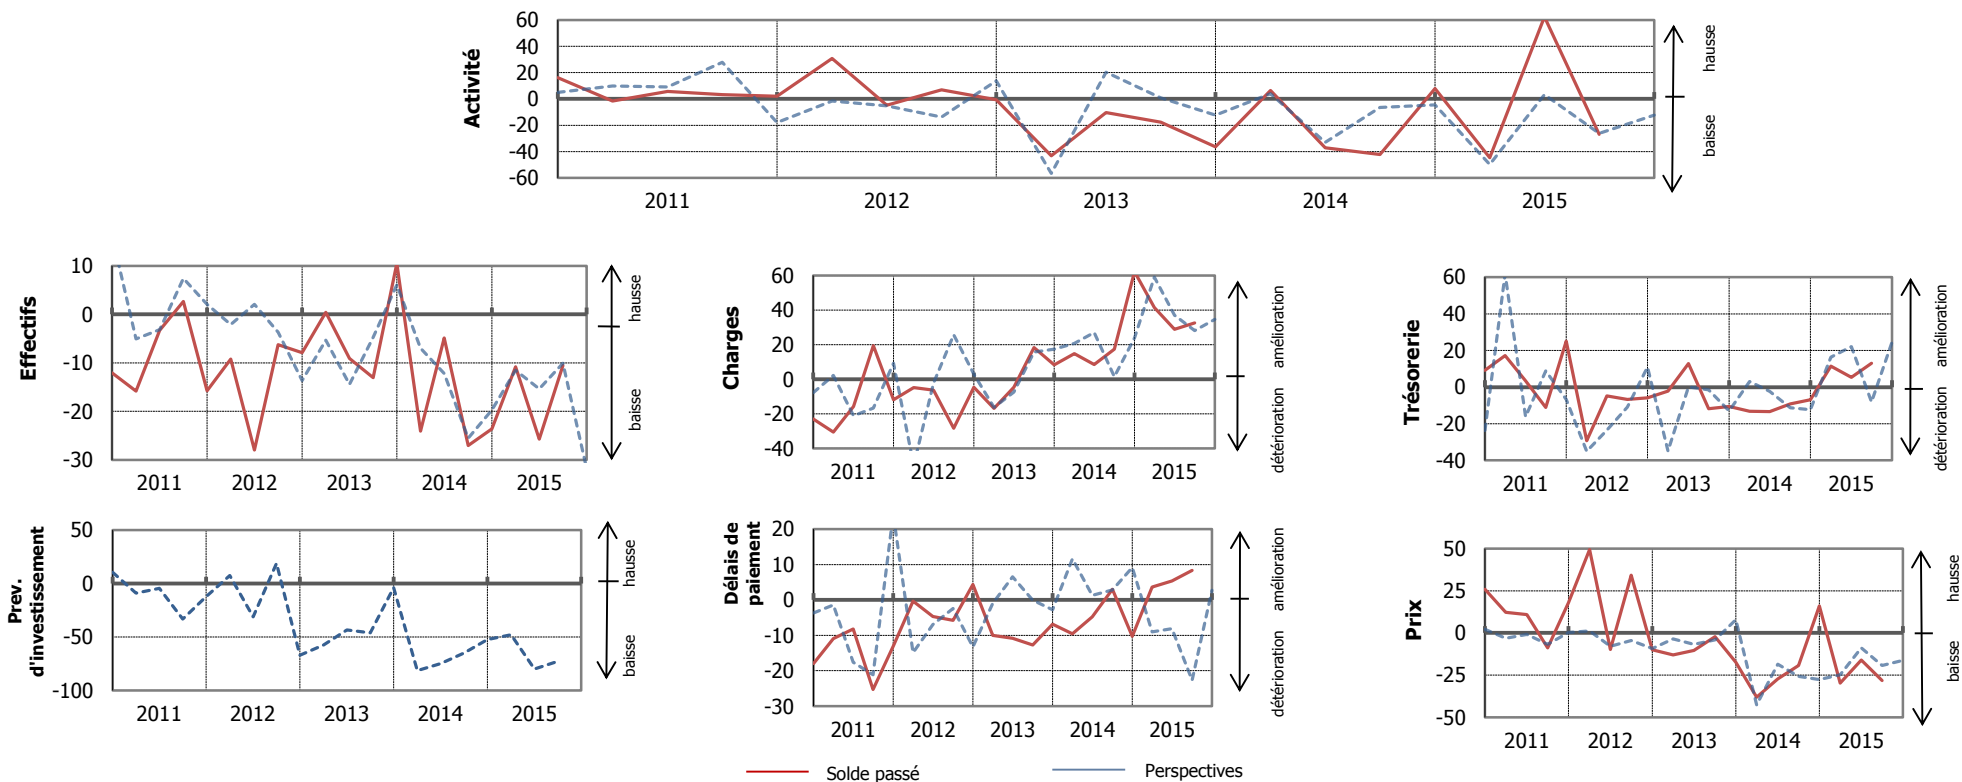 Activité
60
40
20
0
-20
-40
-60
2011
2012
2013
2014
2015
hausse
baisse
Effectifs
10
0
-10
-20
-30
2011
2012
2013
2014
2015
hausse
baisse
Charges
60
40
20
0
-20
-40
2011
2012
2013
2014
2015
amélioration
détérioration
Trésorerie
60
40
20
0
-20
-40
2011
2012
2013
2014
2015
amélioration
détérioration
Prev.
d'investissement
50
0
-50
-100
2011
2012
2013
2014
2015
hausse
baisse
Délais de
paiement
20
10
0
-10
-20
-30
2011
2012
2013
2014
2015
amélioration
détérioration
Prix
50
25
0
-25
-50
2011
2012
2013
2014
2015
hausse
baisse
Solde passé
Perspectives